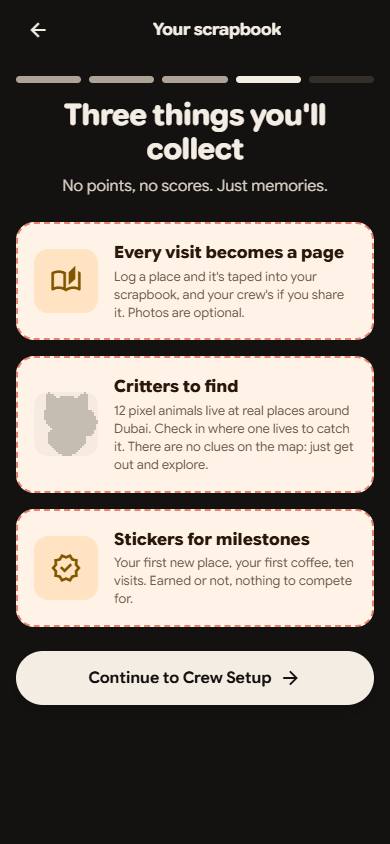 Your scrapbook
Three things you'll
collect
No points, no scores. Just memories.
Every visit becomes a page
Log a place and it's taped into your
scrapbook, and your crew's if you share
it. Photos are optional.
Critters to find
12 pixel animals live at real places around
Dubai. Check in where one lives to catch
it. There are no clues on the map: just get
out and explore.
Stickers for milestones
Your first new place, your first coffee, ten
visits. Earned or not, nothing to compete
for.
Continue to Crew Setup